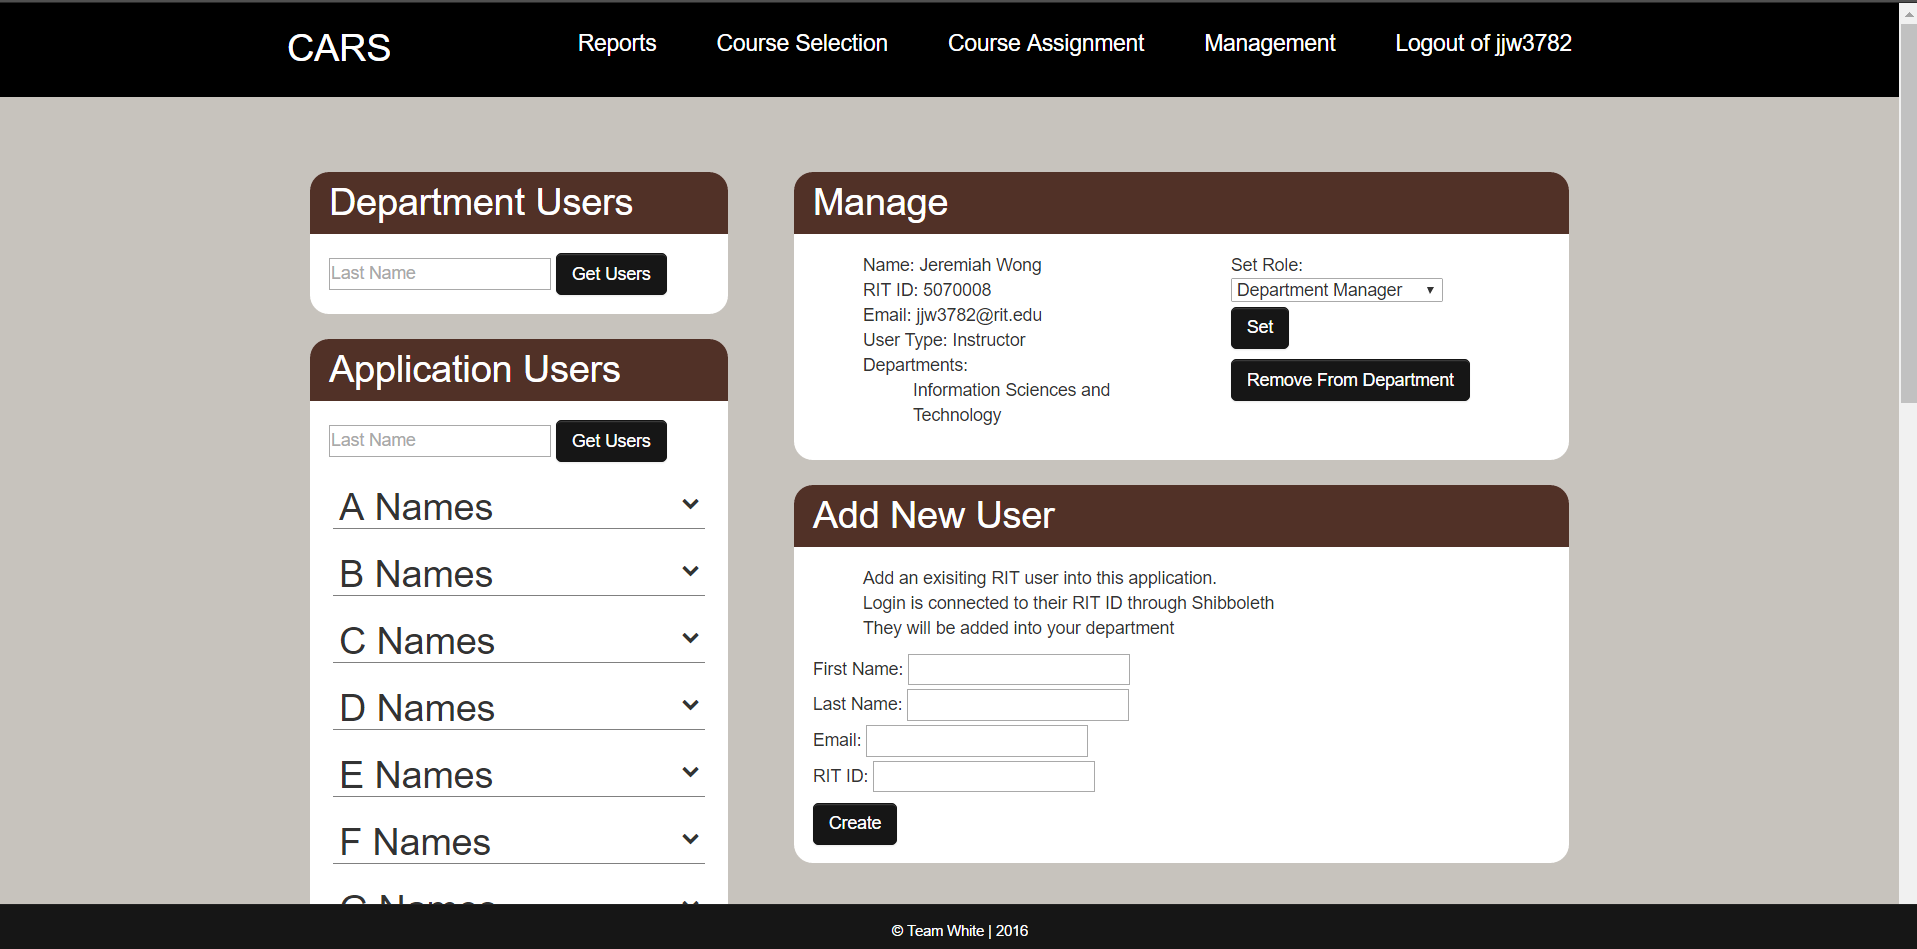 CARS
Reports
Course Selection
Course Assignment
Management
Logout of jjw3782
Department Users
Last Name
Get Users
Application Users
Last Name
Get Users
A Names
B Names
C Names
D Names
E Names
F Names
G Names
Manage
Name: Jeremiah Wong
RIT ID: 5070008
Email: jjw3782@rit.edu
User Type: Instructor
Departments:
Information Sciences and
Technology
Set Role:
Department Manager
Set
Remove From Department
Add New User
Add an exisiting RIT user into this application.
Login is connected to their RIT ID through Shibboleth
They will be added into your department
First Name:
Last Name:
Email:
RIT ID:
Create
© Team White | 2016